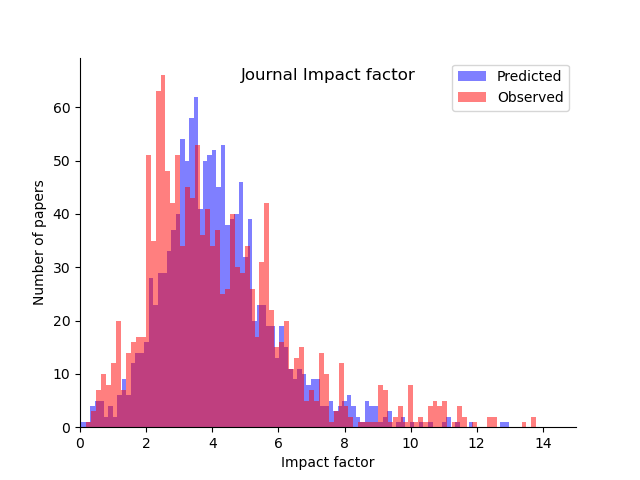 Journal Impact factor
Predicted
Observed
Number of papers
60
50
40
30
20
10
0
0 2 4 6 8 10 12 14
Impact factor